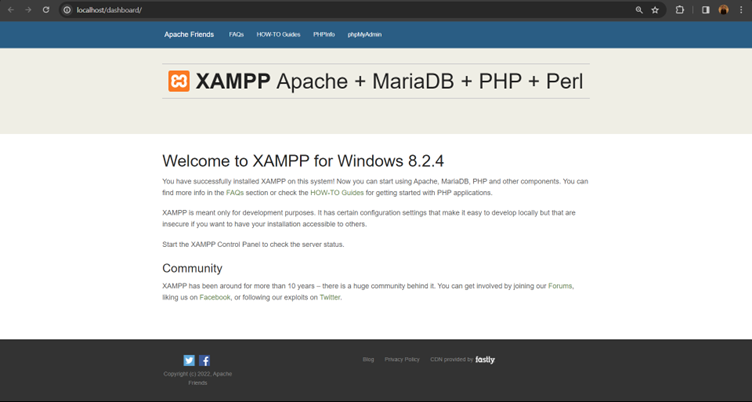 localhost/dashboard/
Apache Friends FAQs HOW-TO Guides PHPInfo phpMyAdmin
XAMPP Apache + MariaDB + PHP + Perl
Welcome to XAMPP for Windows 8.2.4
You have successfully installed XAMPP on this system! Now you can start using Apache, MariaDB, PHP and other components. You can
find more info in the FAQs section or check the HOW-TO Guides for getting started with PHP applications.
XAMPP is meant only for development purposes. It has certain configuration settings that make it easy to develop locally but that are
insecure if you want to have your installation accessible to others.
Start the XAMPP Control Panel to check the server status.
Community
XAMPP has been around for more than 10 years – there is a huge community behind it. You can get involved by joining our Forums,
liking us on Facebook, or following our exploits on Twitter.
Blog Privacy Policy CDN provided by fastly
Copyright (c) 2022, Apache
Friends